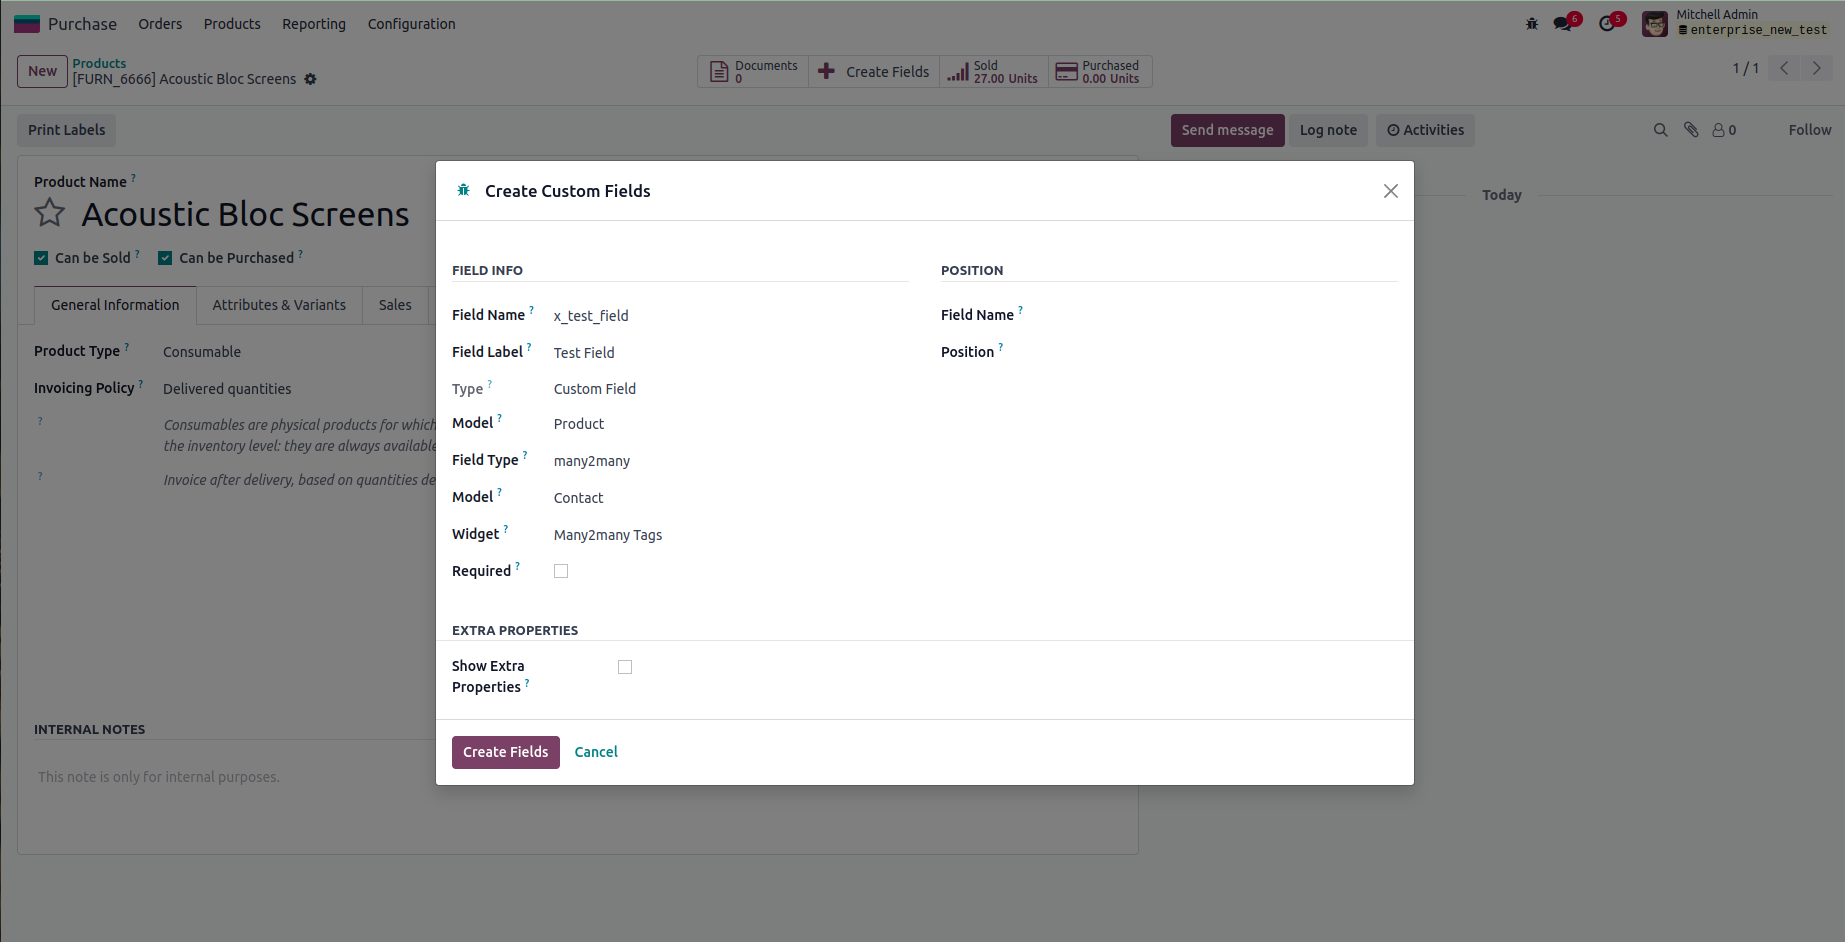 Purchase Orders Products Reporting Configuration 6 5 Mitchell Admin
enterprise_new_test
New Products
[FURN_6666] Acoustic Bloc Screens
Documents
0
Create Fields
Sold
27.00 Units
Purchased
0.00 Units
1 / 1
Print Labels
Send message Log note Activities 0 Follow
Today
Product Name ?
Acoustic Bloc Screens
Can be Sold ? Can be Purchased ?
General Information Attributes & Variants Sales
Product Type ? Consumable
Invoicing Policy ? Delivered quantities
? Consumables are physical products for which
the inventory level: they are always available
? Invoice after delivery, based on quantities de
INTERNAL NOTES
This note is only for internal purposes.
Create Custom Fields
FIELD INFO
Field Name ? x_test_field
Field Label ? Test Field
Type ? Custom Field
Model ? Product
Field Type ? many2many
Model ? Contact
Widget ? Many2many Tags
Required ?
POSITION
Field Name ?
Position ?
EXTRA PROPERTIES
Show Extra
Properties ?
Create Fields Cancel